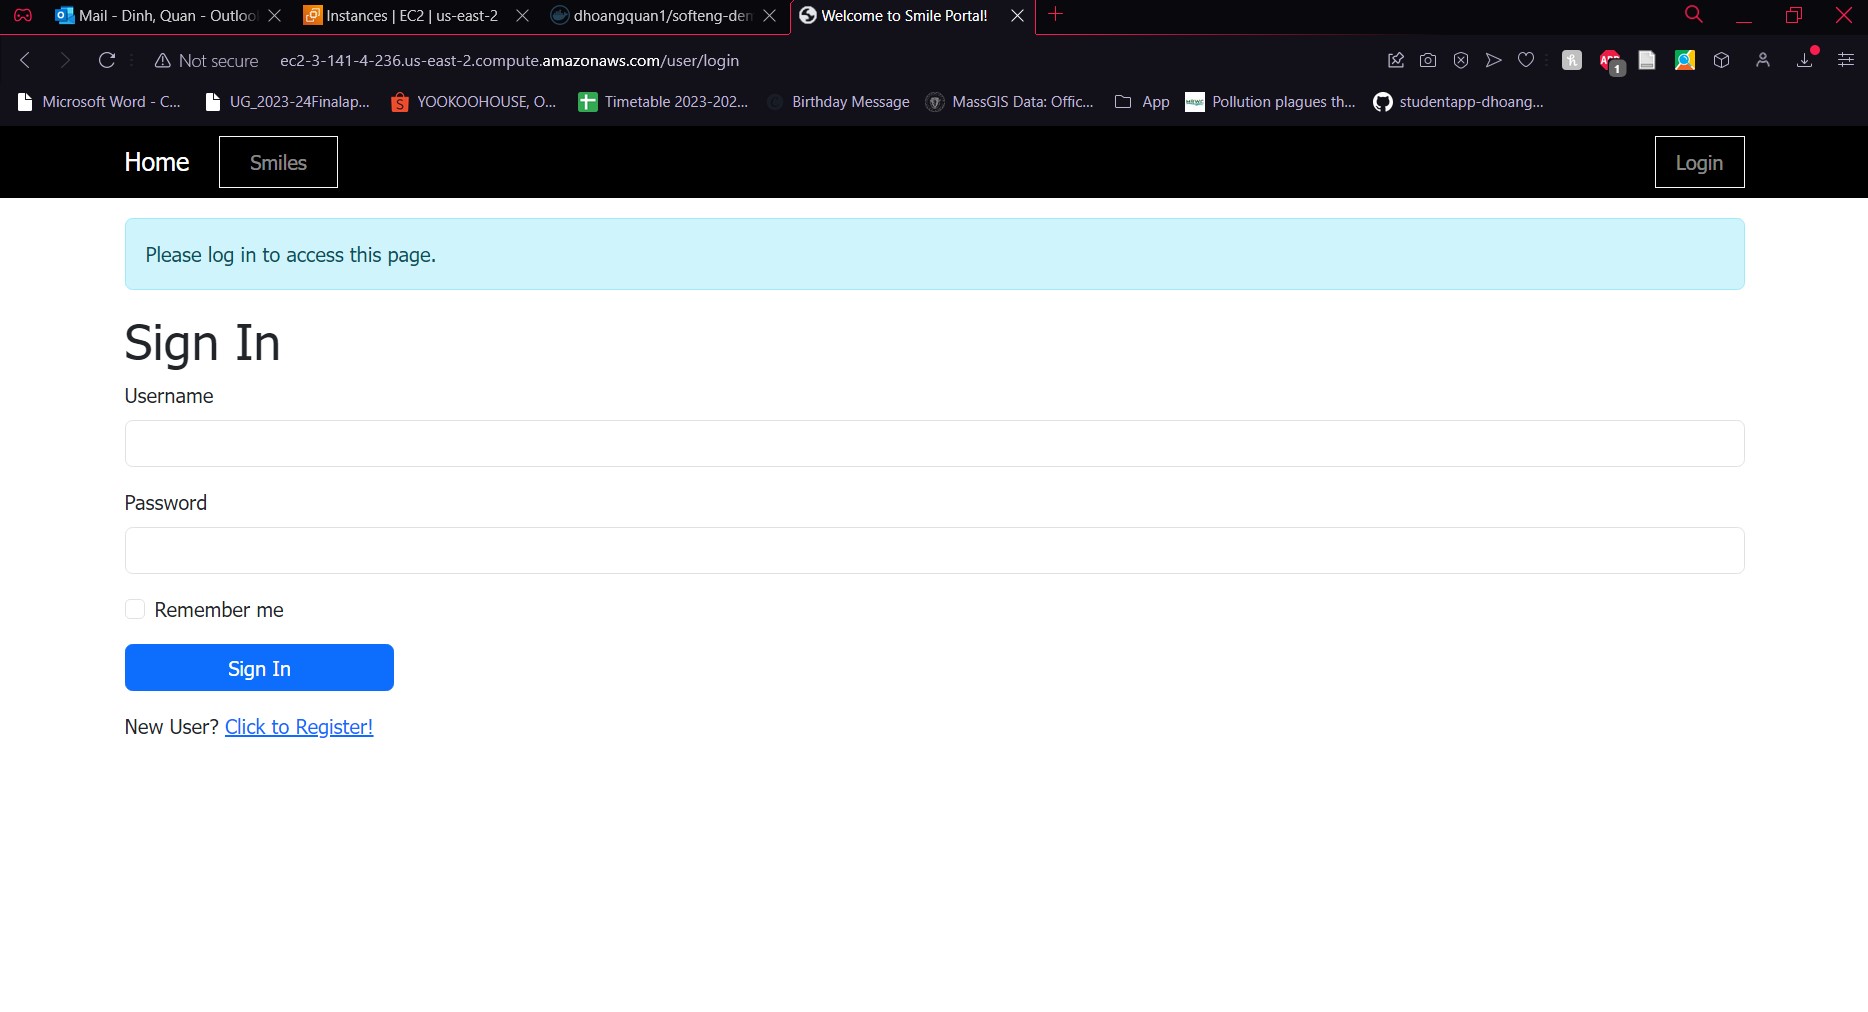 Mail - Dinh, Quan - Outlool
Instances | EC2 | us-east-2
dhoangquan1/softeng-den
Welcome to Smile Portal!
Not secure
ec2-3-141-4-236.us-east-2.compute.amazonaws.com/user/login
1
Microsoft Word - C...
UG_2023-24Finalap...
YOOKOOHOUSE, O...
Timetable 2023-202...
Birthday Message
MassGIS Data: Offic...
App
Pollution plagues th...
studentapp-dhoang...
Home
Smiles
Login
Please log in to access this page.
Sign In
Username
Password
Remember me
Sign In
New User? Click to Register!